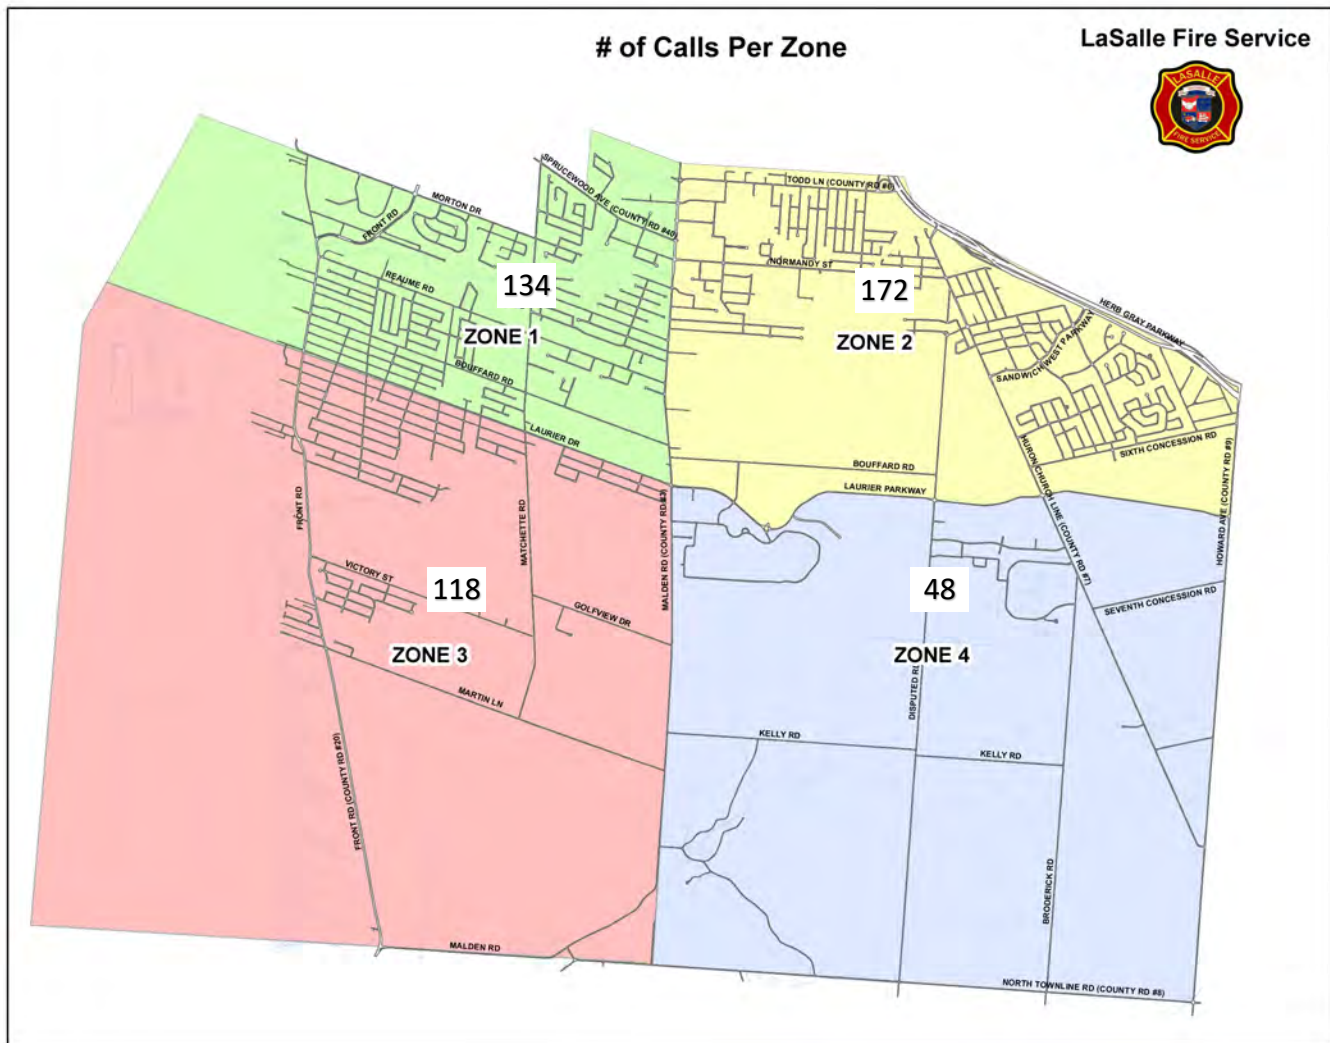 # of Calls Per Zone
LaSalle Fire Service
LASALLE
FIRE SERVICE
SPRUCEWOOD AVE (COUNTY RD #40)
MORTON DR
FRONT RD
TODD LN (COUNTY RD #6)
NORMANDY ST
REAUME RD
134
ZONE 1
172
ZONE 2
HERB GRAY PARKWAY
SANDWICH WEST PARKWAY
BOUFFARD RD
LAURIER DR
HURON CHURCH LINE (COUNTY RD #7)
SIXTH CONCESSION RD
BOUFFARD RD
LAURIER PARKWAY
HOWARD AVE (COUNTY RD #9)
FRONT RD
MATCHETTE RD
MALDEN RD (COUNTY RD #3)
VICTORY ST
118
GOLFVIEW DR
48
SEVENTH CONCESSION RD
ZONE 3
ZONE 4
MARTIN LN
DISPUTED RD
KELLY RD
KELLY RD
FRONT RD (COUNTY RD #20)
BRODERICK RD
MALDEN RD
NORTH TOWNLINE RD (COUNTY RD #8)